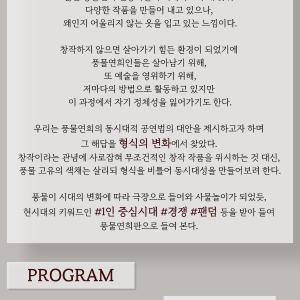 다양한 작품을 만들어 내고 있으나,
왠지 어울리지 않는 옷을 입고 있는 느낌이다.
창작하지 않으면 살아가기 힘든 환경이 되었기에
풍물연희인들은 살아남기 위해,
또 예술을 영위하기 위해,
저마다의 방법으로 활동하고 있지만
이 과정에서 자기 정체성을 잃어가기도 한다.
우리는 풍물연희의 동시대적 공연법의 대안을 제시하고자 하며
그 해답을 형식의 변화에서 찾았다.
창작이라는 관념에 사로잡혀 무조건적인 창작 작품을 위시하는 것 대신,
풍물 고유의 색채는 살리되 형식을 비틀어 동시대성을 만들어보려 한다.
풍물이 시대의 변화에 따라 극장으로 들어와 사물놀이가 되었듯,
현시대의 키워드인 #1인 중심시대 #경쟁 #팬덤 등을 받아 들여
풍물연희판으로 들여 본다.
PROGRAM